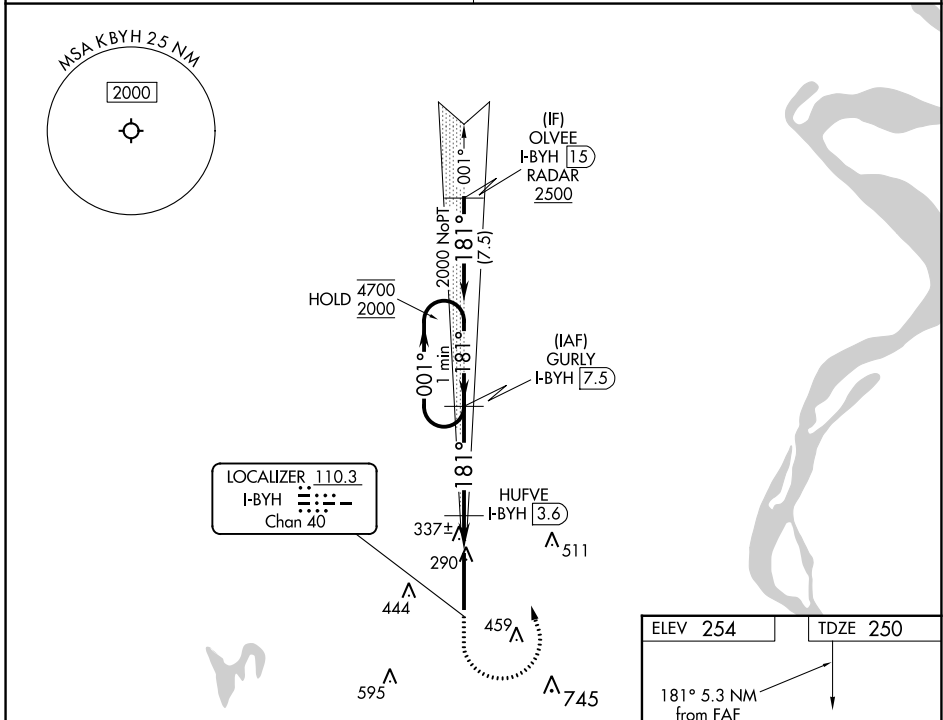 MSA KBYH 25 NM
2000
(IF)
OLVEE
I-BYH 15
RADAR
2500
001°
2000 NoPT
181°
(7.5)
HOLD 4700
2000
001°
1 min
181°
(IAF)
GURLY
I-BYH 7.5
181°
LOCALIZER 110.3
I-BYH
Chan 40
HUFVE
I-BYH 3.6
337±
511
290
444
459
595
745
ELEV 254
TDZE 250
181° 5.3 NM
from FAF